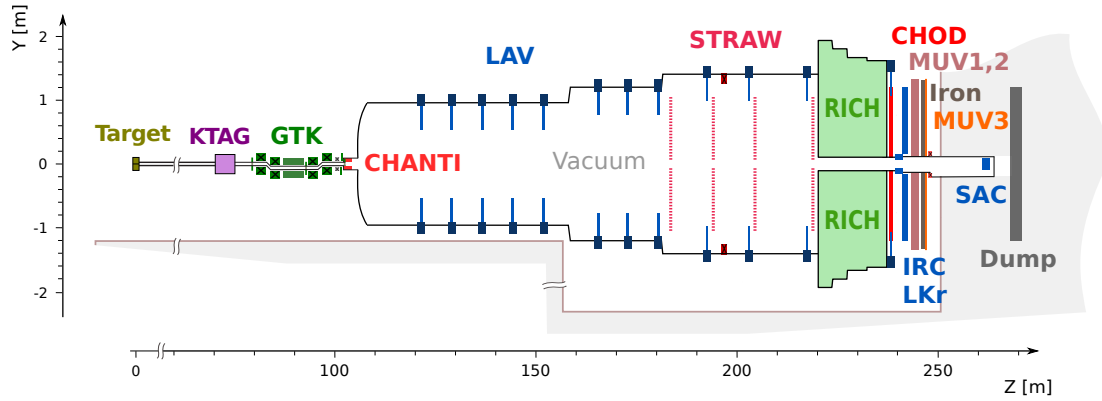 Y [m]
2
1
0
-1
-2
Target
KTAG
GTK
CHANTI
LAV
Vacuum
STRAW
RICH
RICH
CHOD
MUV1,2
Iron
MUV3
SAC
IRC
LKr
Dump
0
100
150
200
250
Z [m]